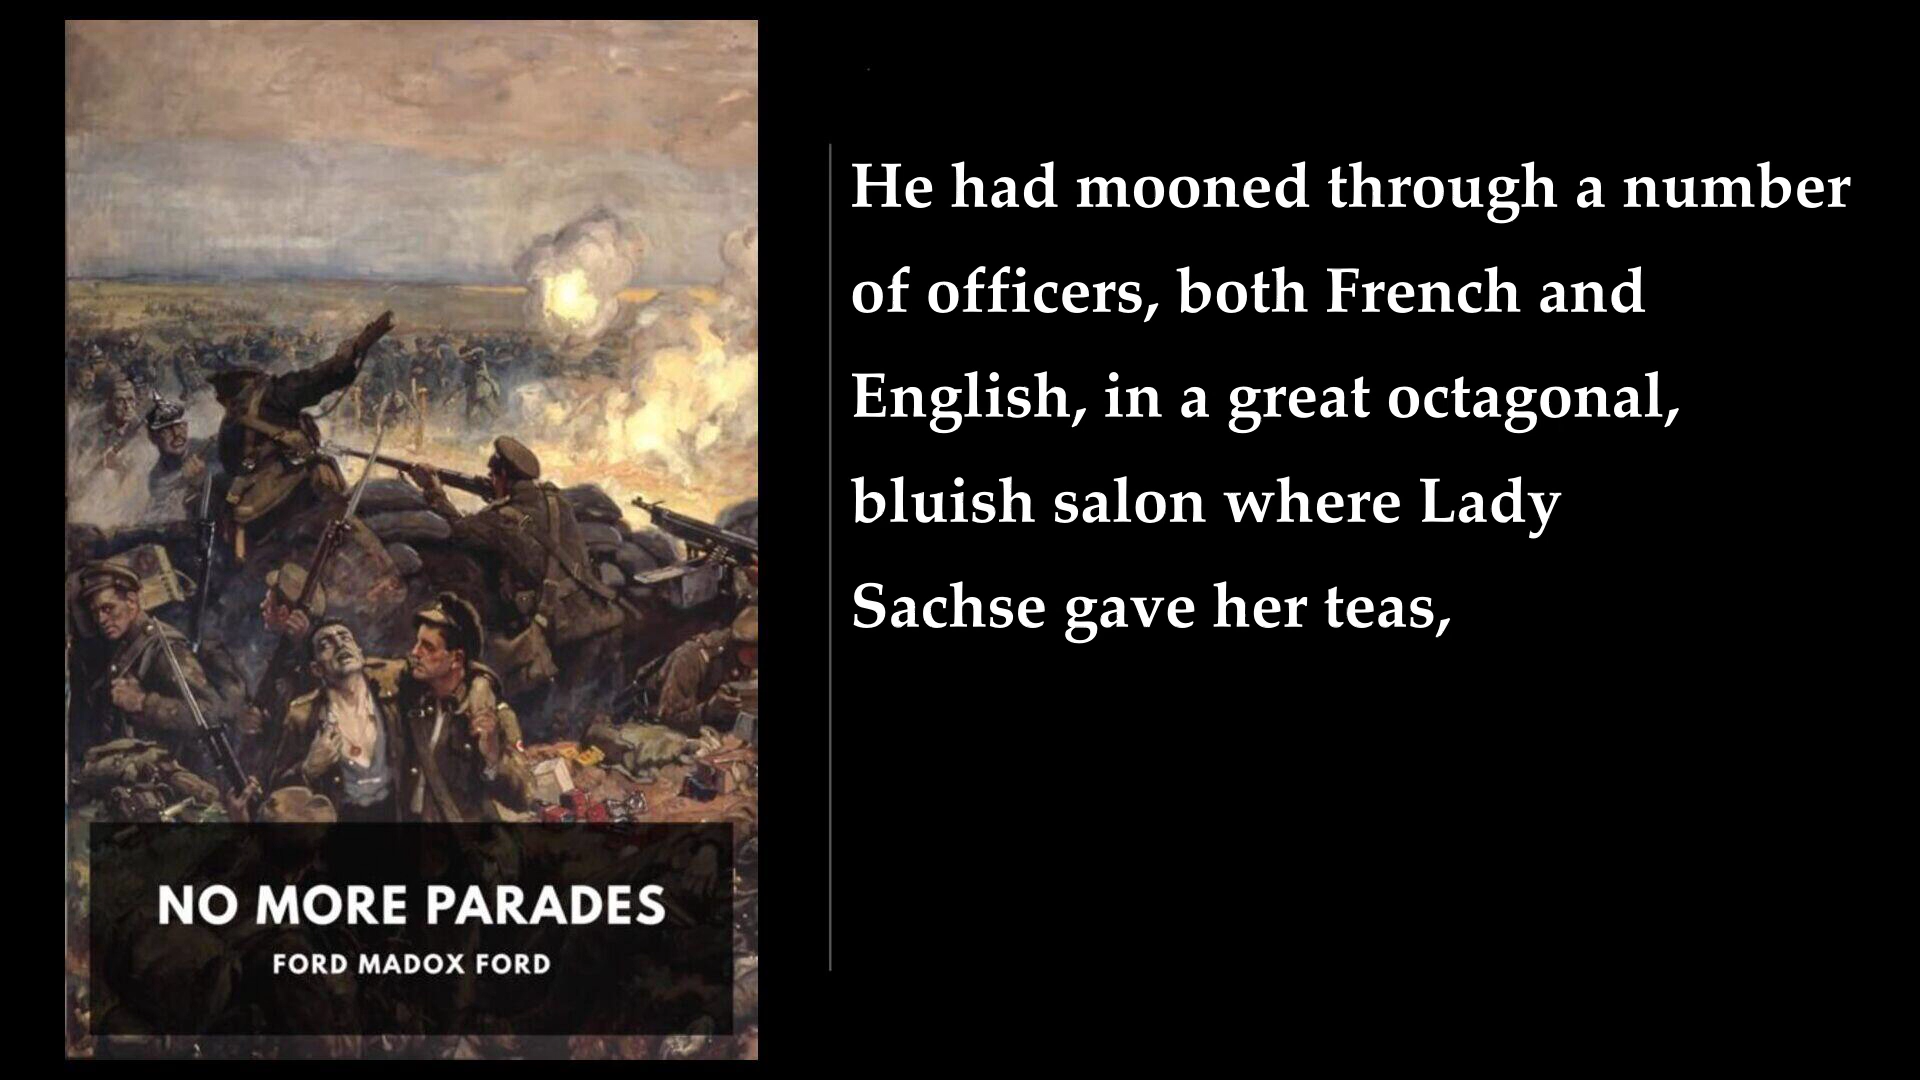 He had mooned through a number
of officers, both French and
English, in a great octagonal,
bluish salon where Lady
Sachse gave her teas,
NO MORE PARADES
FORD MADOX FORD